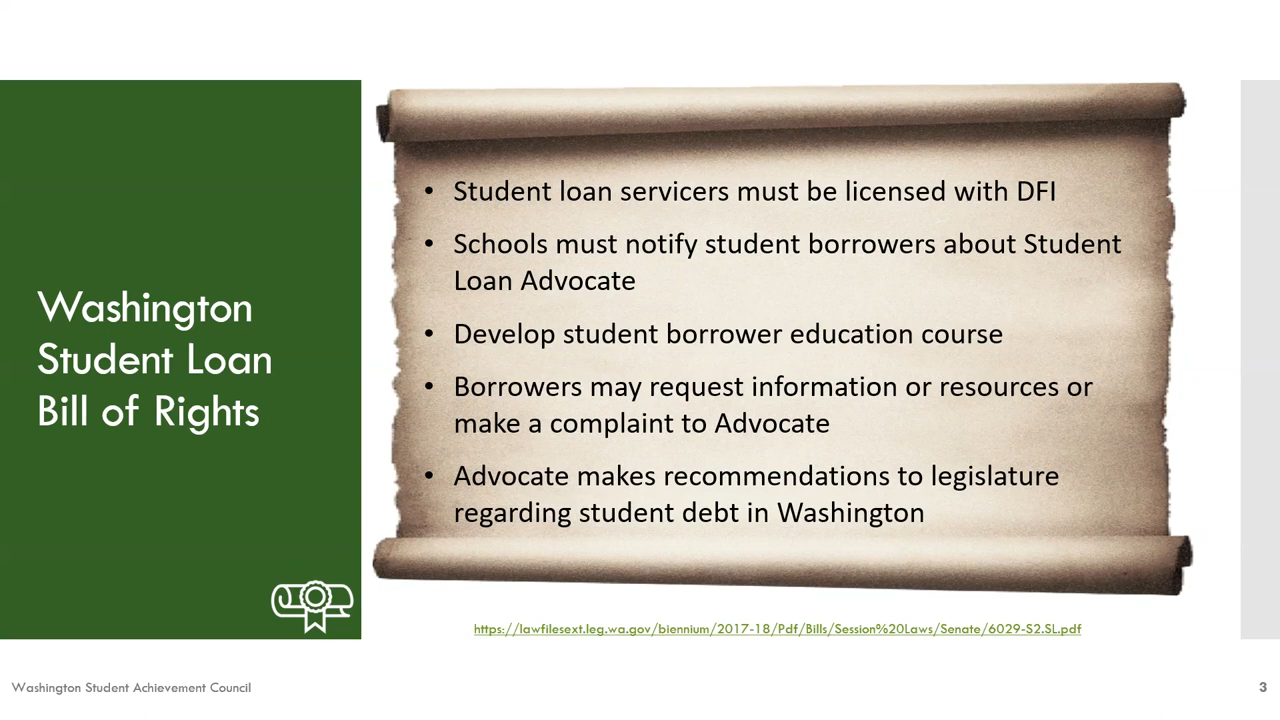 Washington
Student Loan
Bill of Rights
• Student loan servicers must be licensed with DFI
• Schools must notify student borrowers about Student
Loan Advocate
• Develop student borrower education course
• Borrowers may request information or resources or
make a complaint to Advocate
• Advocate makes recommendations to legislature
regarding student debt in Washington
https://lawfilesext.leg.wa.gov/biennium/2017-18/Pdf/Bills/Session%20Laws/Senate/6029-S2.SL.pdf
Washington Student Achievement Council
3